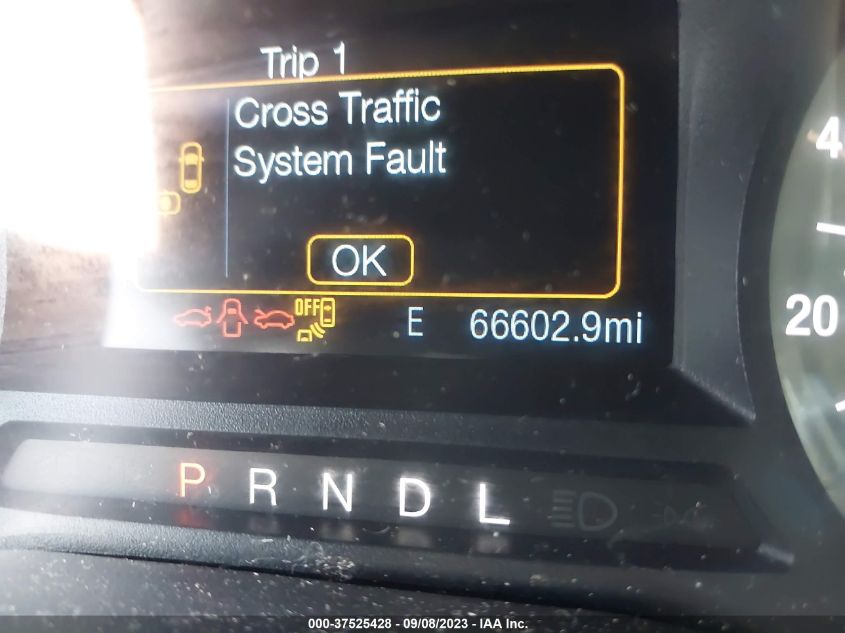 Trip 1
Cross Traffic
System Fault
OK
OFF
E 66602.9mi
4
20
P R N D L
000-37525428 - 09/08/2023 - IAA Inc.